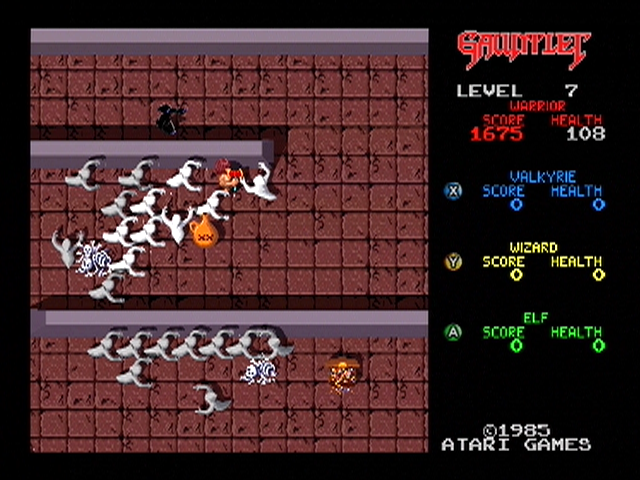 GAUNTLET
LEVEL 7
WARRIOR
SCORE HEALTH
1675 108
X VALKYRIE
SCORE HEALTH
0 0
Y WIZARD
SCORE HEALTH
0 0
A ELF
SCORE HEALTH
0 0
XX
©1985
ATARI GAMES